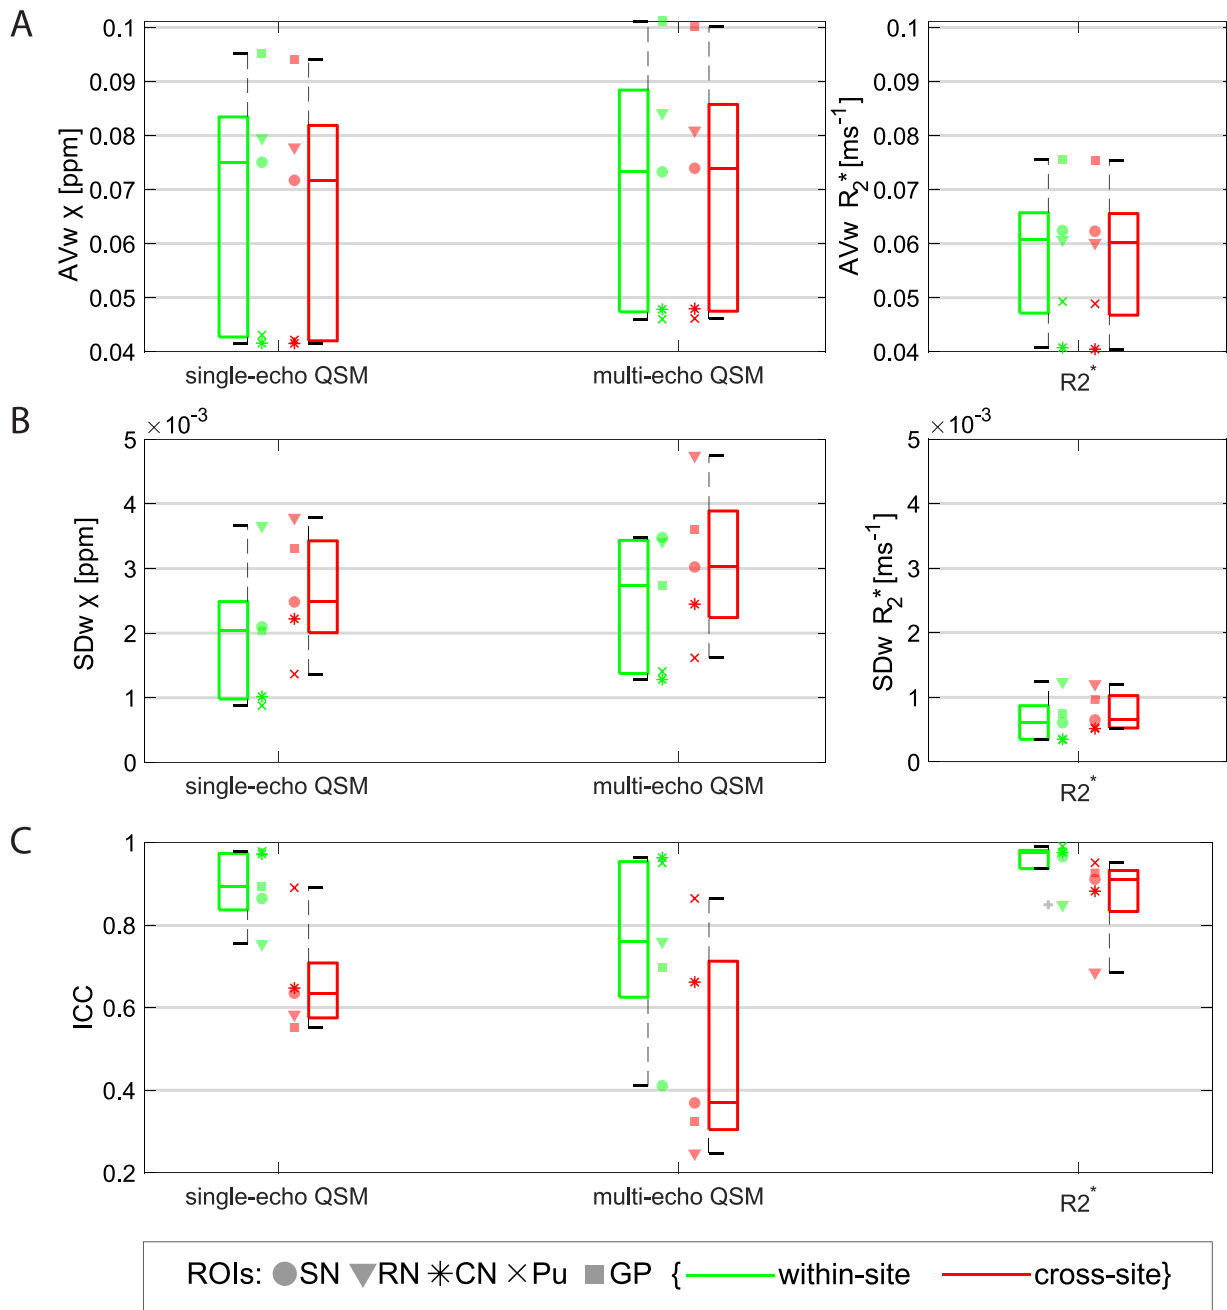 A
0.1
0.09
0.08
0.07
0.06
0.05
0.04
AVw χ [ppm]
single-echo QSM
multi-echo QSM
0.1
0.09
0.08
0.07
0.06
0.05
0.04
AVw R2* [ms-1]
R2*
B
×10-3
5
4
3
2
1
0
SDw χ [ppm]
single-echo QSM
multi-echo QSM
×10-3
5
4
3
2
1
0
SDw R2* [ms-1]
R2*
C
1
0.8
0.6
0.4
0.2
ICC
single-echo QSM
multi-echo QSM
R2*
ROIs: SN RN CN Pu GP { within-site cross-site}